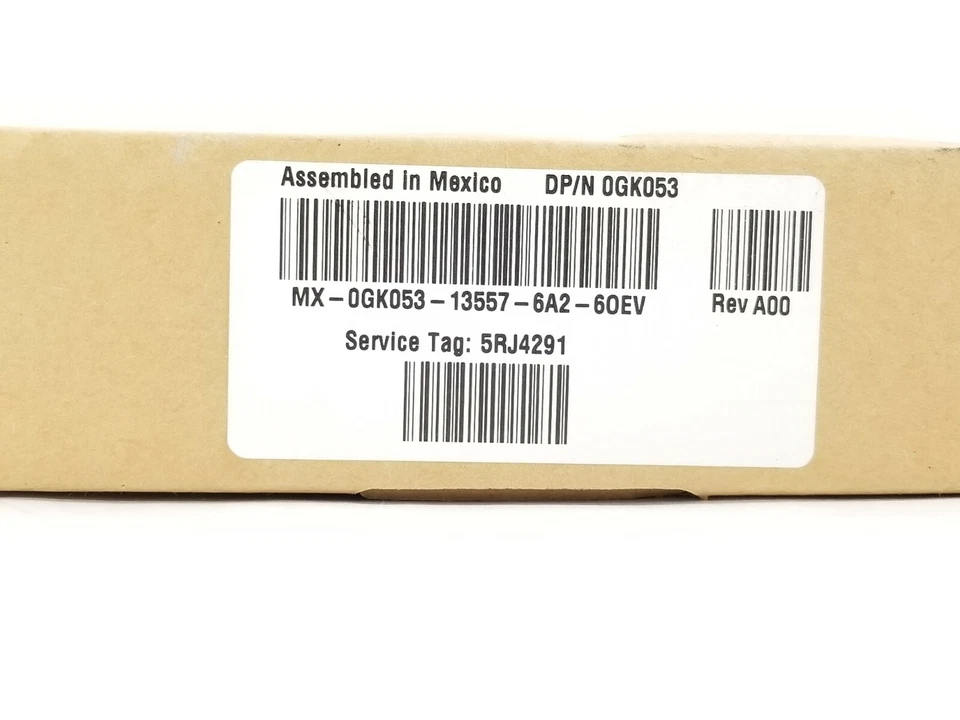 Assembled in Mexico DP/N 0GK053
MX-0GK053-13557-6A2-60EV
Rev A00
Service Tag: 5RJ4291